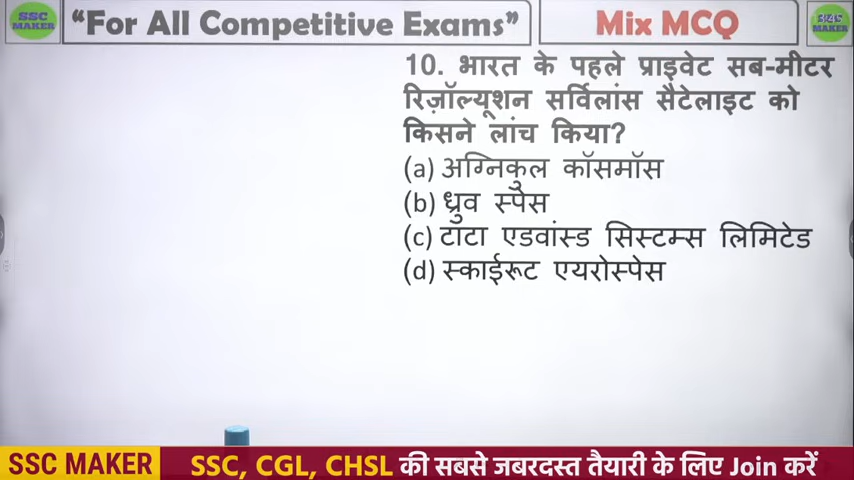 SSC MAKER
“For All Competitive Exams”
Mix MCQ
SSC MAKER
10. भारत के पहले प्राइवेट सब-मीटर
रिज़ॉल्यूशन सर्विलांस सैटेलाइट को
किसने लांच किया?
(a) अग्निकुल कॉसमॉस
(b) ध्रुव स्पेस
(c) टाटा एडवांस्ड सिस्टम्स लिमिटेड
(d) स्काईरूट एयरोस्पेस
SSC MAKER
SSC, CGL, CHSL की सबसे जबरदस्त तैयारी के लिए Join करें